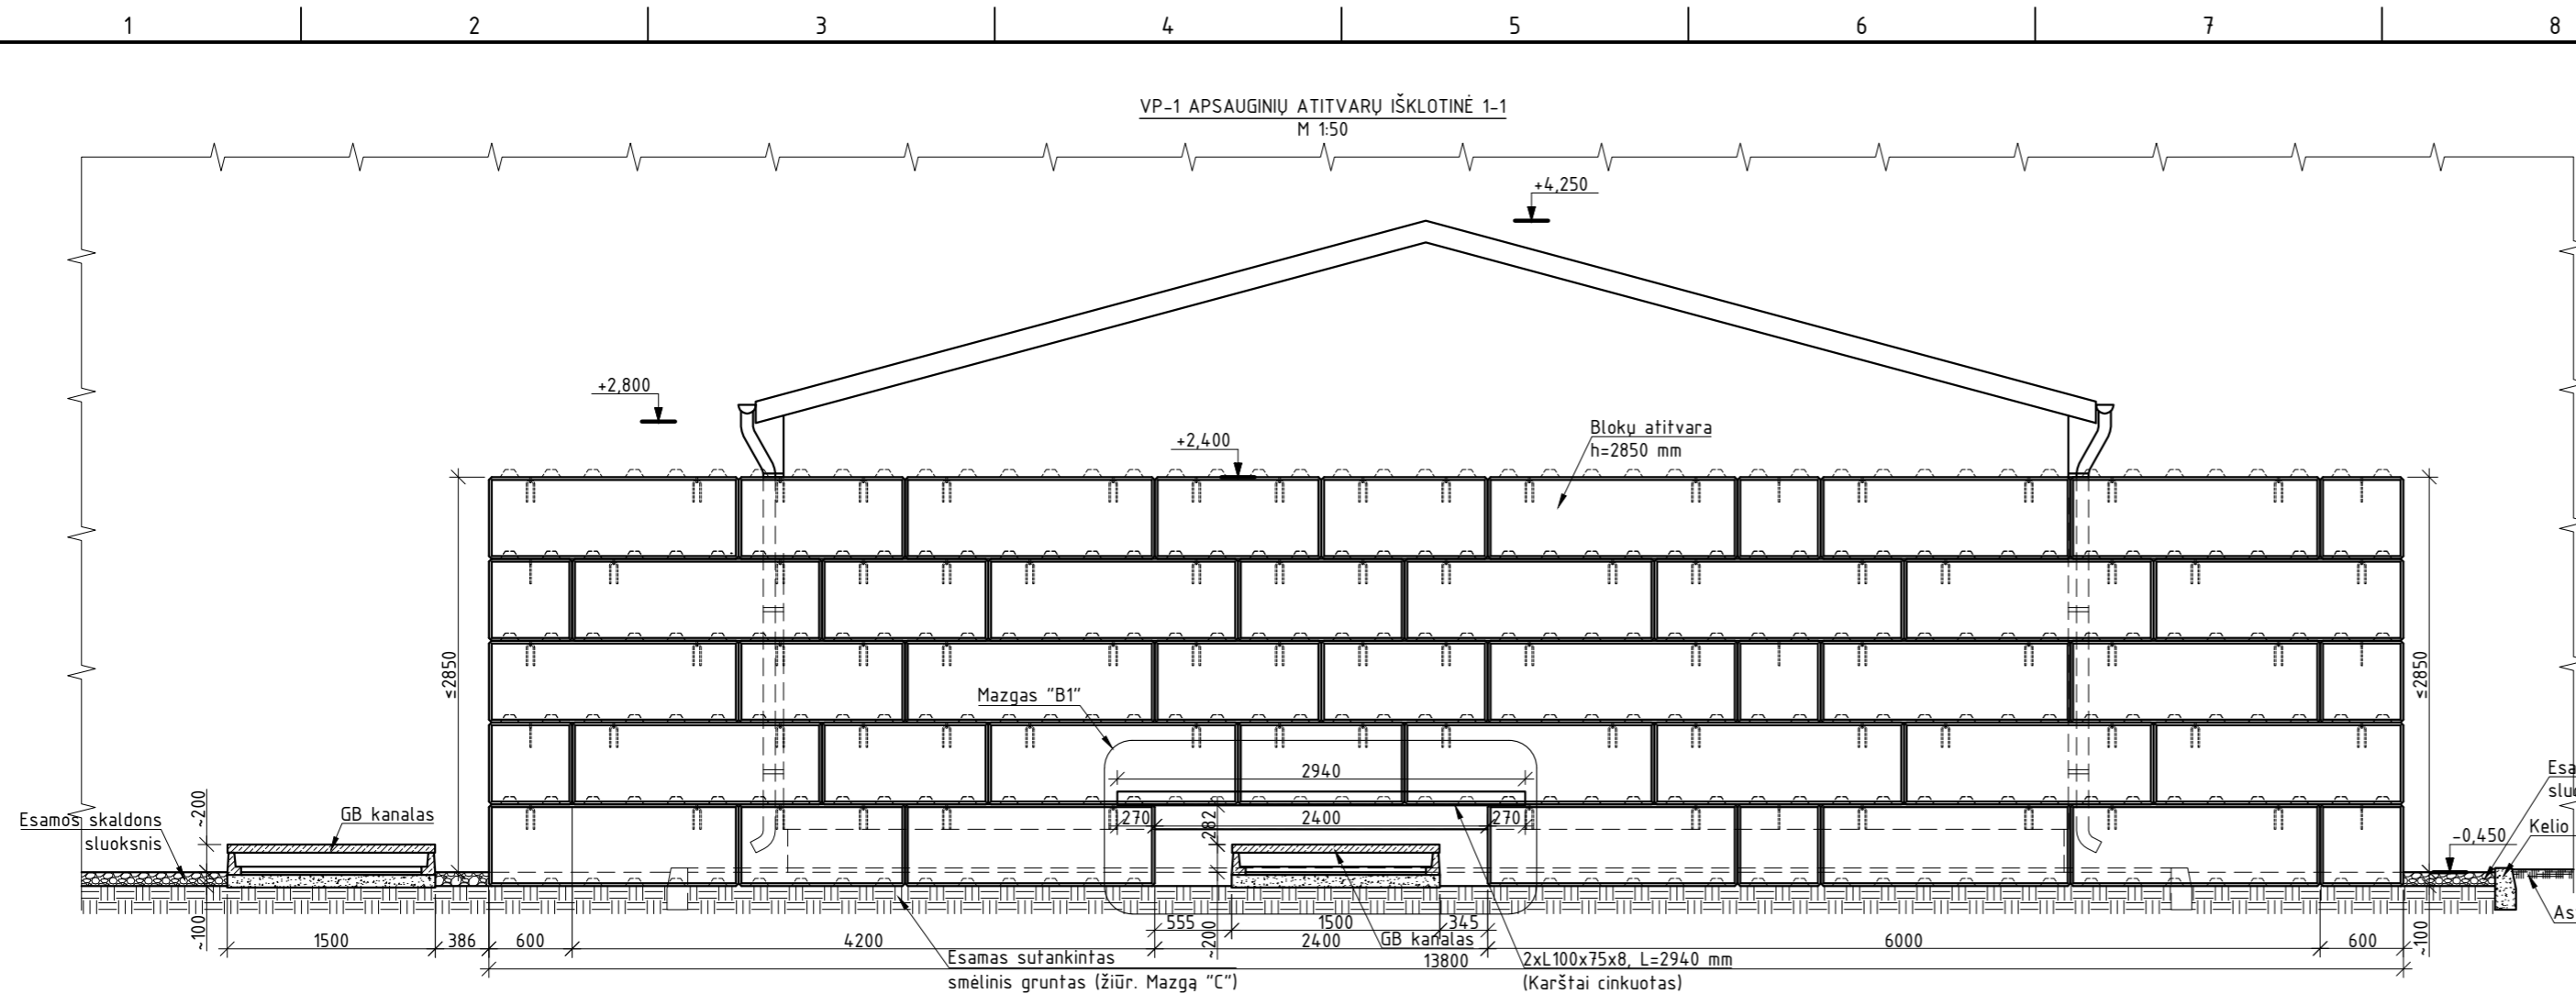 1 2 3 4 5 6 7 8
VP-1 APSAUGINIŲ ATITVARŲ IŠKLOTINĖ 1-1
M 1:50
+4,250
+2,800
+2,400
Blokų atitvara
h=2850 mm
≤2850
≤2850
Mazgas "B1"
2940
270
2400
270
282
~200
Esamos skaldons
sluoksnis
GB kanalas
~100
1500
386
600
4200
555
1500
345
~200
2400
GB kanalas
6000
600
~100
13800
Esamas sutankintas
smėlinis gruntas (žiūr. Mazgą "C")
2xL100x75x8, L=2940 mm
(Karštai cinkuotas)
Esa
slu
-0,450
Kelio
As